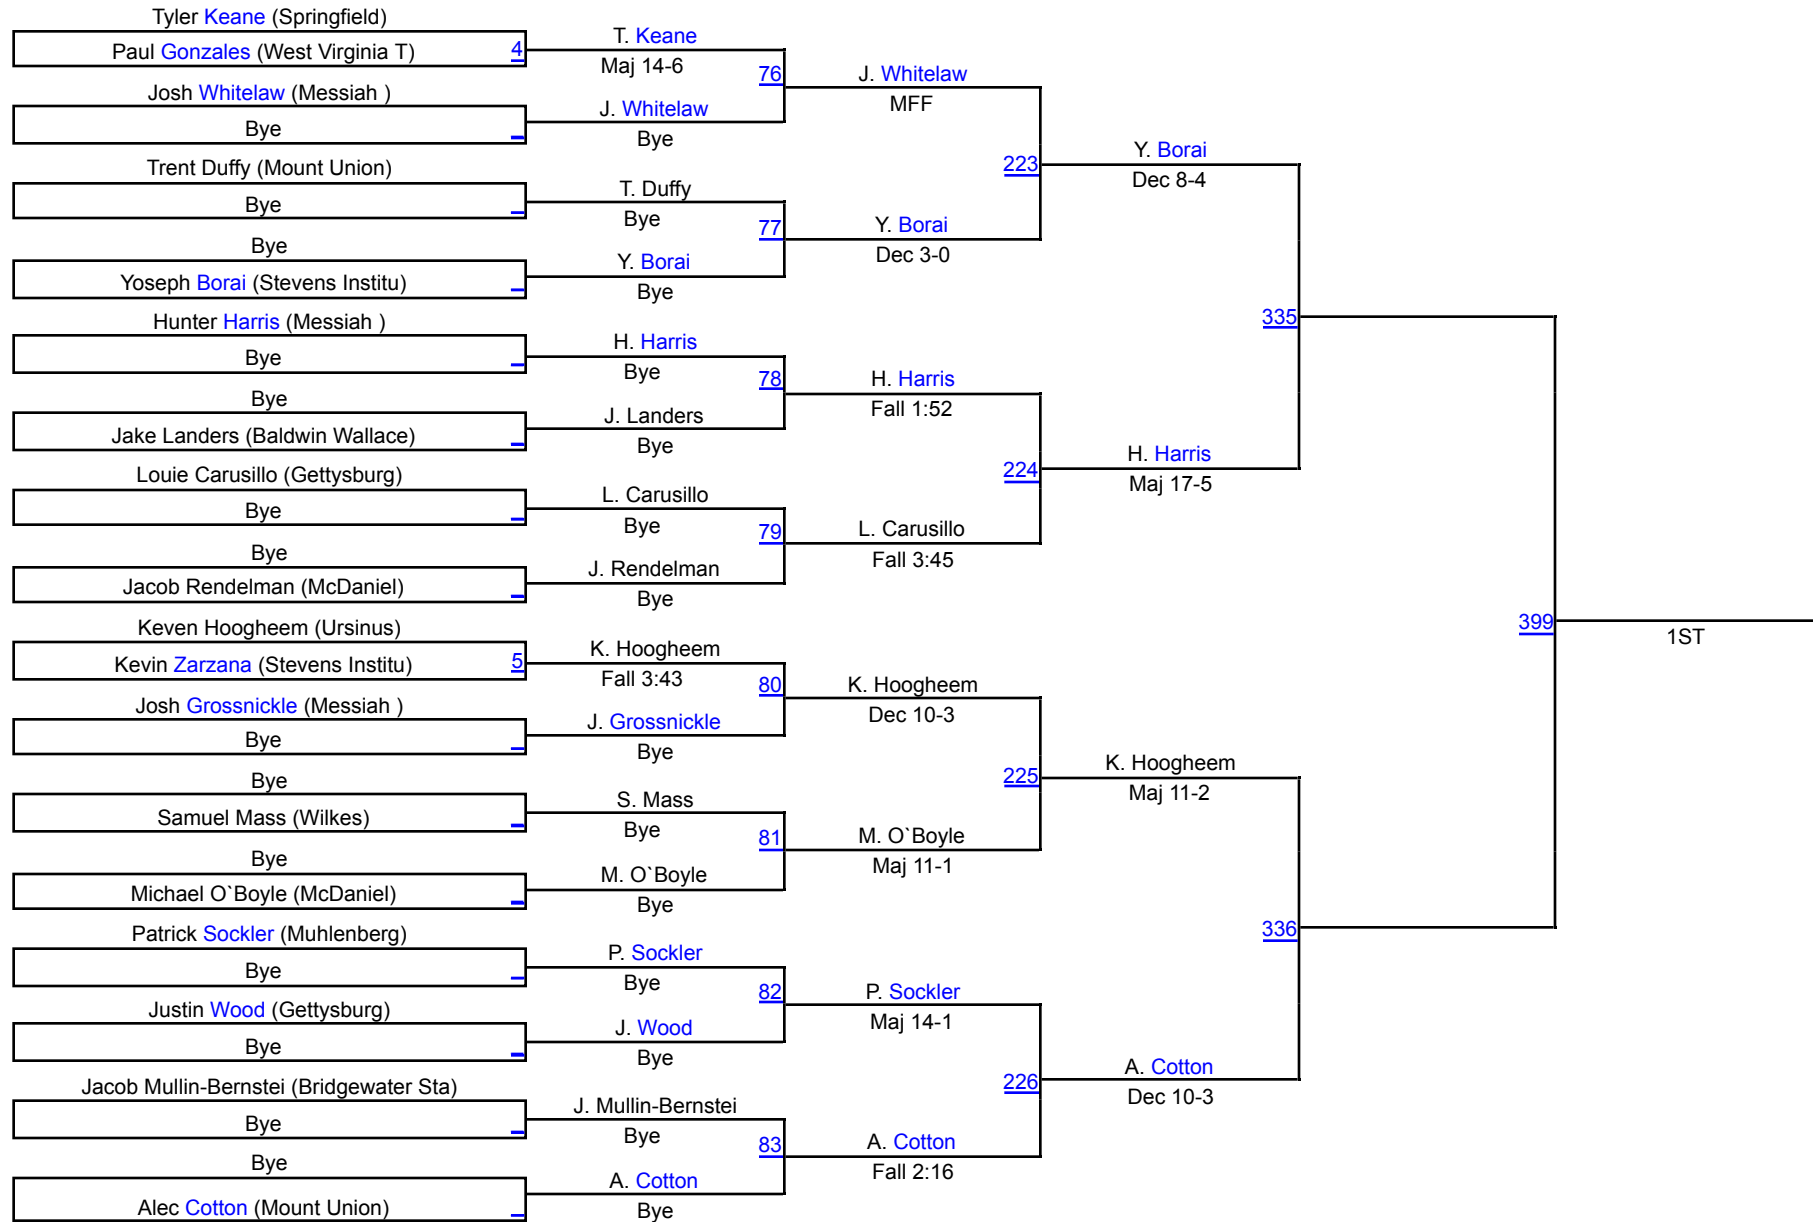 Tyler Keane (Springfield)
Paul Gonzales (West Virginia T) 4
Josh Whitelaw (Messiah )
Bye
Trent Duffy (Mount Union)
Bye
Bye
Yoseph Borai (Stevens Institu)
Hunter Harris (Messiah )
Bye
Bye
Jake Landers (Baldwin Wallace)
Louie Carusillo (Gettysburg)
Bye
Bye
Jacob Rendelman (McDaniel)
Keven Hoogheem (Ursinus)
Kevin Zarzana (Stevens Institu) 5
Josh Grossnickle (Messiah )
Bye
Bye
Samuel Mass (Wilkes)
Bye
Michael O`Boyle (McDaniel)
Patrick Sockler (Muhlenberg)
Bye
Justin Wood (Gettysburg)
Bye
Jacob Mullin-Bernstei (Bridgewater Sta)
Bye
Bye
Alec Cotton (Mount Union)
T. Keane
Maj 14-6
76
J. Whitelaw
Bye
T. Duffy
Bye
77
Y. Borai
Bye
H. Harris
Bye
78
J. Landers
Bye
L. Carusillo
Bye
79
J. Rendelman
Bye
K. Hoogheem
Fall 3:43
80
J. Grossnickle
Bye
S. Mass
Bye
81
M. O`Boyle
Bye
P. Sockler
Bye
82
J. Wood
Bye
J. Mullin-Bernstei
Bye
83
A. Cotton
Bye
J. Whitelaw
MFF
223
Y. Borai
Dec 3-0
H. Harris
Fall 1:52
224
L. Carusillo
Fall 3:45
K. Hoogheem
Dec 10-3
225
M. O`Boyle
Maj 11-1
P. Sockler
Maj 14-1
226
A. Cotton
Fall 2:16
Y. Borai
Dec 8-4
335
H. Harris
Maj 17-5
K. Hoogheem
Maj 11-2
336
A. Cotton
Dec 10-3
399
1ST